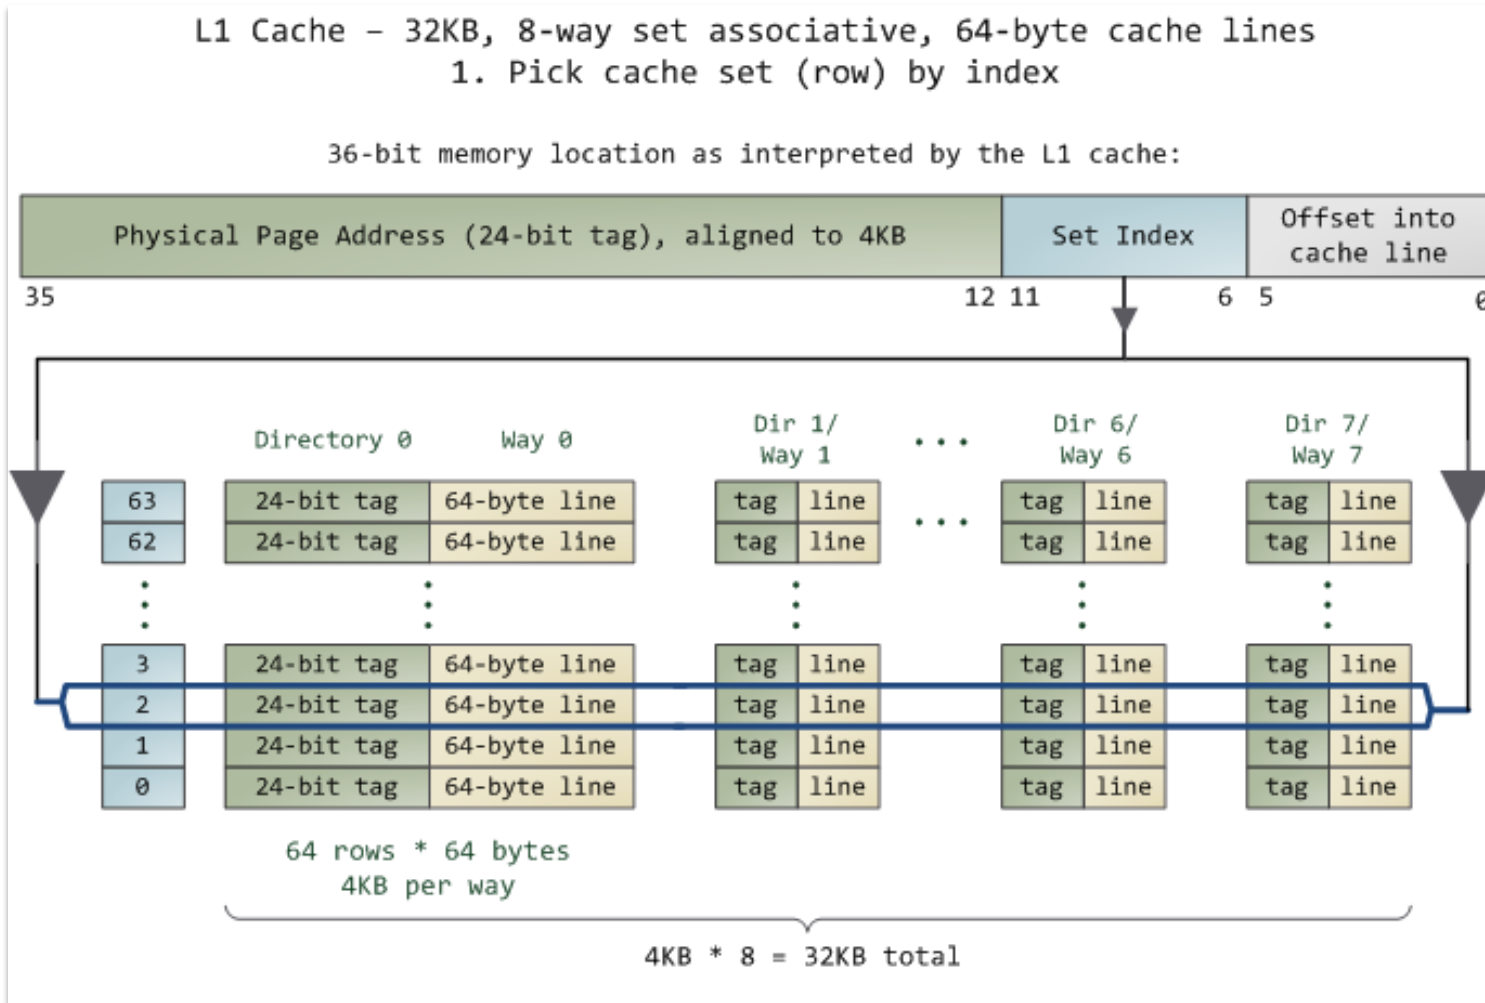 L1 Cache – 32KB, 8-way set associative, 64-byte cache lines
1. Pick cache set (row) by index
36-bit memory location as interpreted by the L1 cache:
Physical Page Address (24-bit tag), aligned to 4KB
Set Index
Offset into
cache line
35 12 11 6 5 0
Directory 0 Way 0
Dir 1/
Way 1
...
Dir 6/
Way 6
Dir 7/
Way 7
63 24-bit tag 64-byte line tag line ... tag line tag line
62 24-bit tag 64-byte line tag line tag line tag line
3 24-bit tag 64-byte line tag line tag line tag line
2 24-bit tag 64-byte line tag line tag line tag line
1 24-bit tag 64-byte line tag line tag line tag line
0 24-bit tag 64-byte line tag line tag line tag line
64 rows * 64 bytes
4KB per way
4KB * 8 = 32KB total